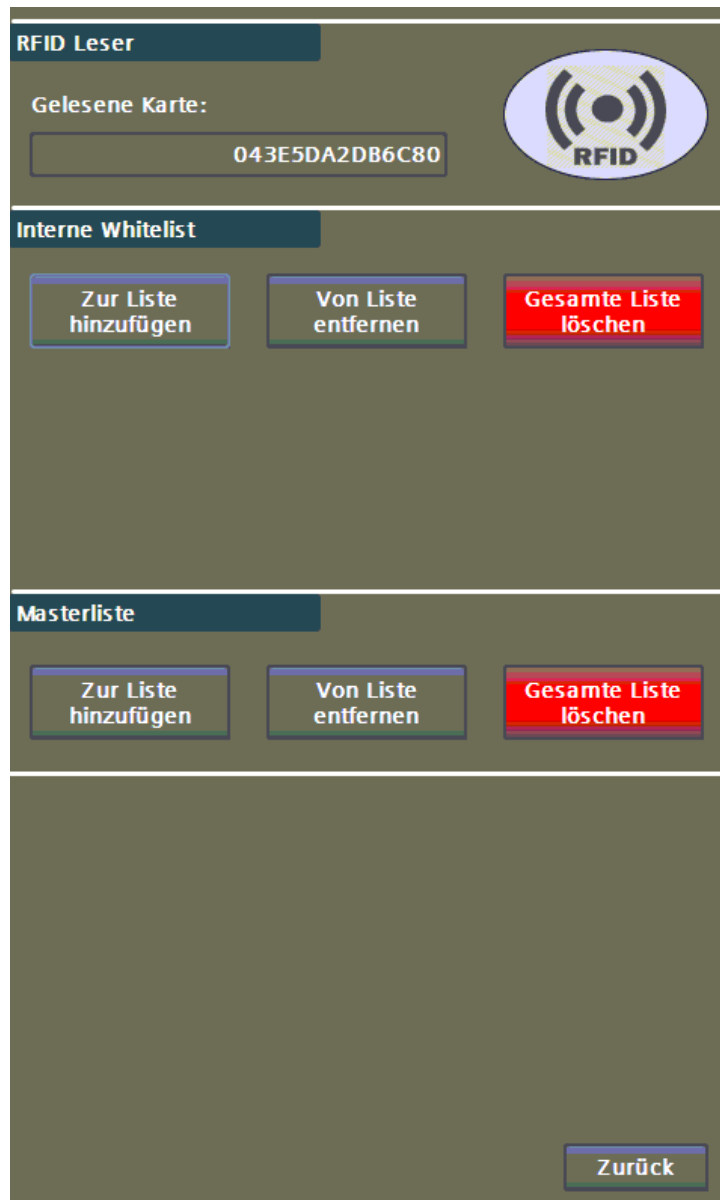 RFID Leser
Gelesene Karte:
043E5DA2DB6C80
RFID
Interne Whitelist
Zur Liste
hinzufügen
Von Liste
entfernen
Gesamte Liste
löschen
Masterliste
Zur Liste
hinzufügen
Von Liste
entfernen
Gesamte Liste
löschen
Zurück